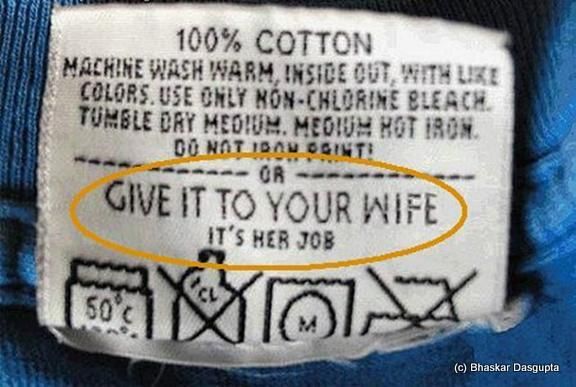 100% COTTON
MACHINE WASH WARM, INSIDE OUT, WITH LIKE
COLORS. USE ONLY NON-CHLORINE BLEACH.
TUMBLE DRY MEDIUM. MEDIUM HOT IRON.
DO NOT IRON PRINT!
OR
GIVE IT TO YOUR WIFE
IT'S HER JOB
CL
60°c
M
(c) Bhaskar Dasgupta